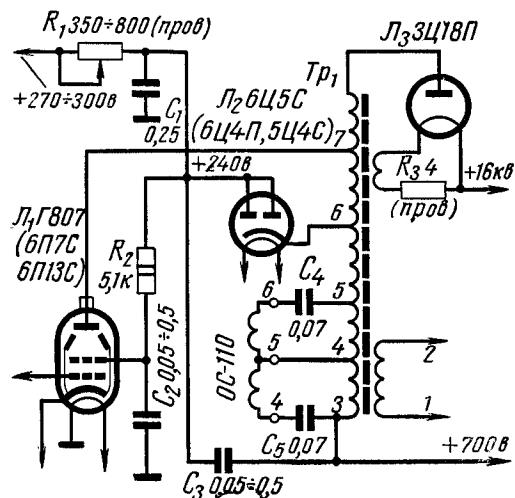 R₁ 350÷800 (пров)
+270÷300в
C₁
0,25
Л₂ 6Ц5С
(6Ц4П, 5Ц4С)
Тр₁
Л₃ 3Ц18П
7
+240в
R₃ 4
(пров)
+16кв
Л₁ Г807
(6П7С
6П13С)
R₂
5,1к
6
C₄
0,07
6
5
5
4
ОС-110
4
3
2
1
C₂ 0,05÷0,5
C₅ 0,07
+700в
C₃ 0,05÷0,5